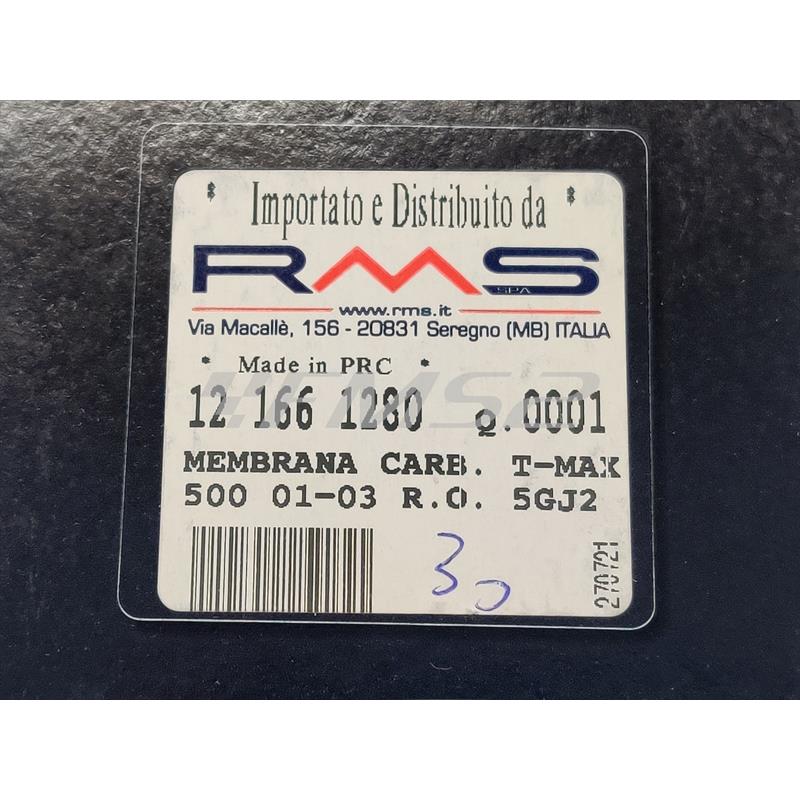 * Importato e Distribuito da *
RMS
SPA
www.rms.it
Via Macallè, 156 - 20831 Seregno (MB) ITALIA
* Made in PRC *
12 166 1280 Q.0001
MEMBRANA CARB. T-MAX
500 01-03 R.O. 5GJ2
30
270721